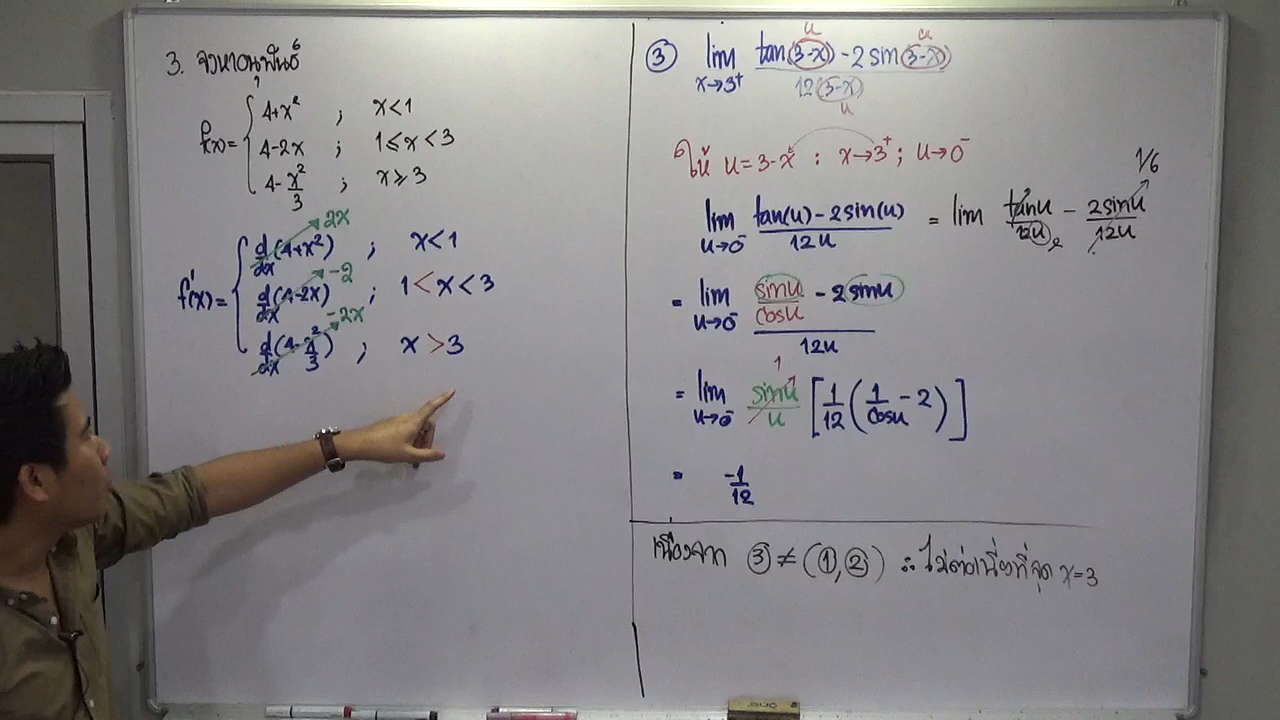 3. จงหาอนุพันธ์
f(x) = { 4+x² ; x<1
4-2x ; 1≤x<3
4-x²/3 ; x≥3
f'(x) = { d/dx(4+x²) → 2x ; x<1
d/dx(4-2x) → -2 ; 1<x<3
d/dx(4-x²/3) → -2x ; x>3
③ lim x→3⁺ (tan(3-x) - 2sin(3-x))/(12(3-x)) u u u
ให้ u = 3-x : x→3⁺ ; u→0⁻
lim u→0⁻ (tan(u) - 2sin(u))/(12u) = lim tanu/12u - 2sinu/12u 1/6
= lim u→0⁻ (sinu/cosu - 2sinu)/(12u)
= lim u→0⁻ sinu/u [1/12(1/cosu - 2)] 1
= -1/12
เนื่องจาก ③ ≠ (①,②) ∴ ไม่ต่อเนื่องที่จุด x=3